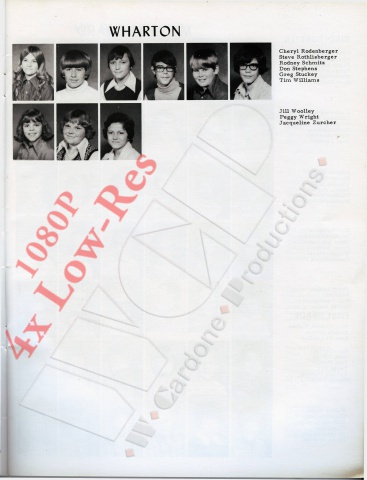 WHARTON
Cheryl Rodenberger
Steve Rothlisberger
Rodney Schmits
Don Stephens
Greg Stuckey
Tim Williams
Jill Woolley
Peggy Wright
Jacqueline Zurcher
1080P
4x Low-Res
W Cardone Productions